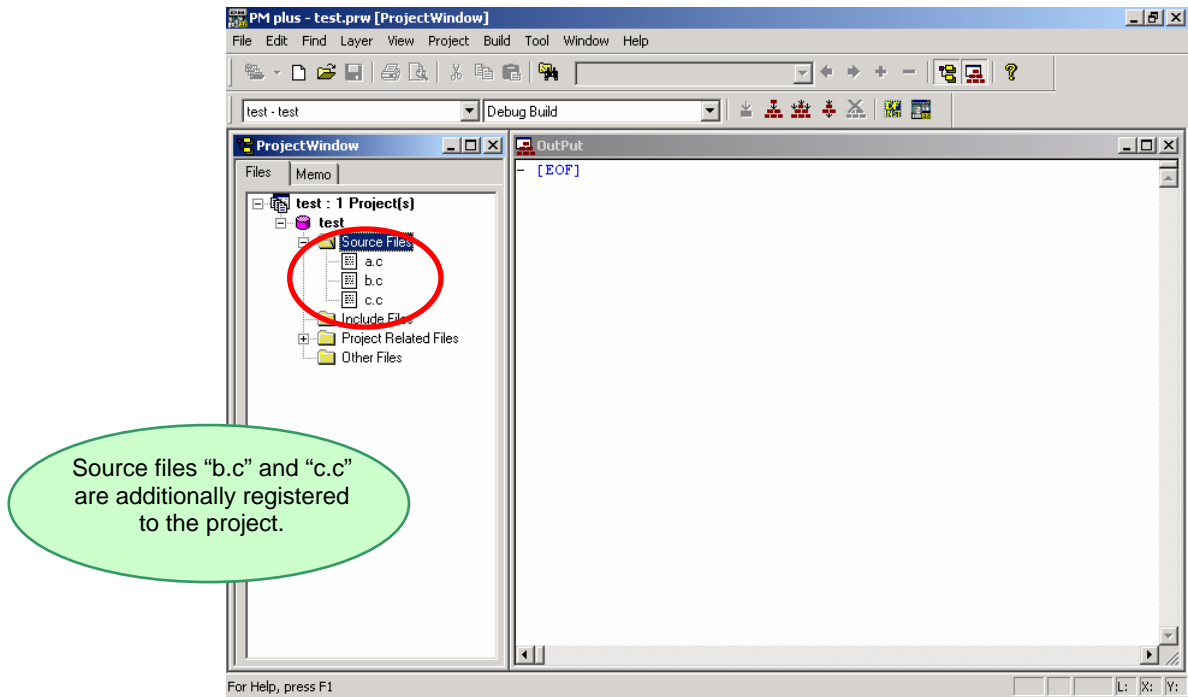 PM plus - test.prw [ProjectWindow]
File Edit Find Layer View Project Build Tool Window Help
test - test
Debug Build
ProjectWindow
OutPut
Files
Memo
- [EOF]
test : 1 Project(s)
test
Source Files
a.c
b.c
c.c
Include Files
Project Related Files
Other Files
Source files “b.c” and “c.c”
are additionally registered
to the project.
For Help, press F1
L: X: Y: